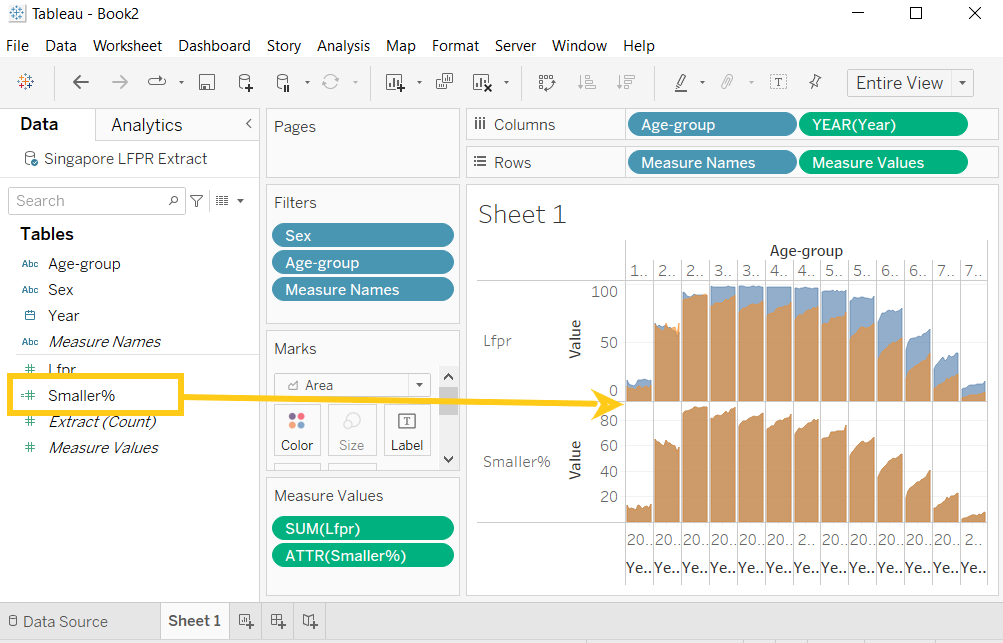 Tableau - Book2
File Data Worksheet Dashboard Story Analysis Map Format Server Window Help
Entire View
Data Analytics
Singapore LFPR Extract
Search
Tables
Abc Age-group
Abc Sex
Year
Abc Measure Names
# Lfpr
=# Smaller%
# Extract (Count)
# Measure Values
Pages
Filters
Sex
Age-group
Measure Names
Marks
Area
Color Size Label
Measure Values
SUM(Lfpr)
ATTR(Smaller%)
Columns Age-group YEAR(Year)
Rows Measure Names Measure Values
Sheet 1
Age-group
1.. 2.. 2.. 3.. 3.. 4.. 4.. 5.. 5.. 6.. 6.. 7.. 7..
Lfpr
Value
100
50
0
Smaller%
Value
80
60
40
20
20.. 20.. 20.. 20.. 20.. 20.. 2... 20.. 20.. 20.. 20.. 20.. 2...
Ye.. Ye.. Ye.. Ye.. Ye.. Ye.. Ye.. Ye.. Ye.. Ye.. Ye.. Ye.. Ye..
Data Source Sheet 1